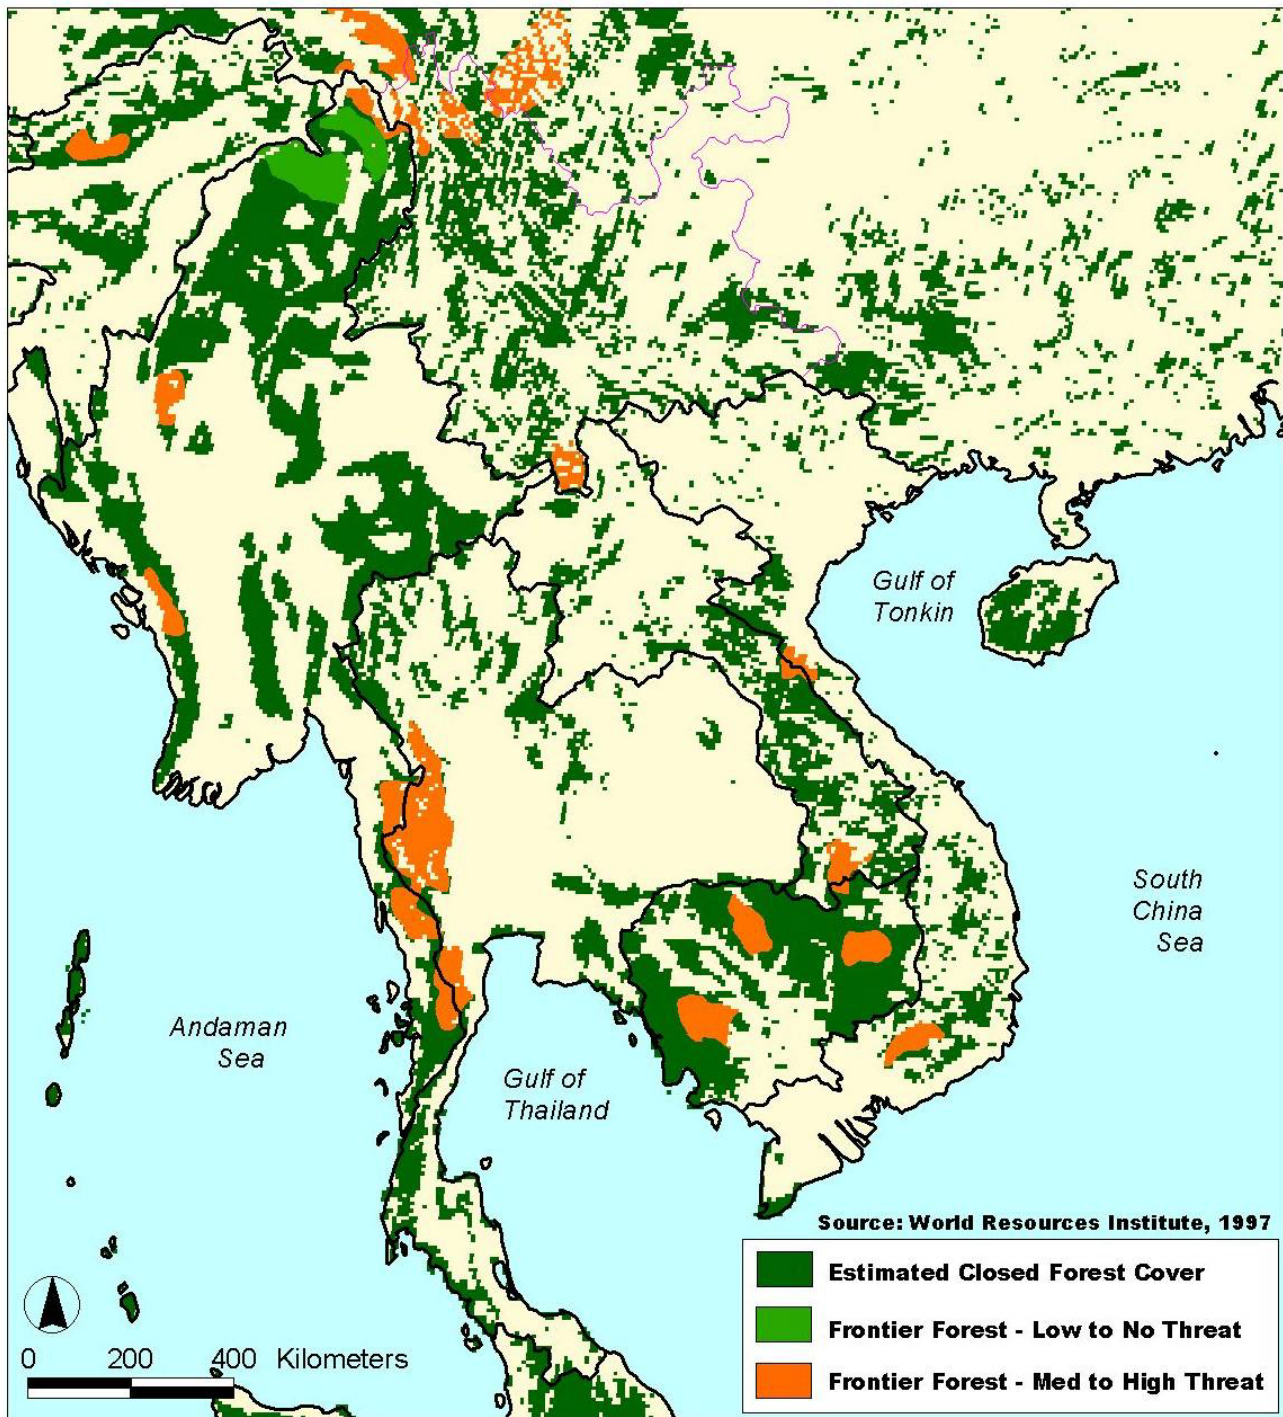 Gulf of
Tonkin
South
China
Sea
Andaman
Sea
Gulf of
Thailand
Source: World Resources Institute, 1997
Estimated Closed Forest Cover
Frontier Forest - Low to No Threat
Frontier Forest - Med to High Threat
0 200 400 Kilometers